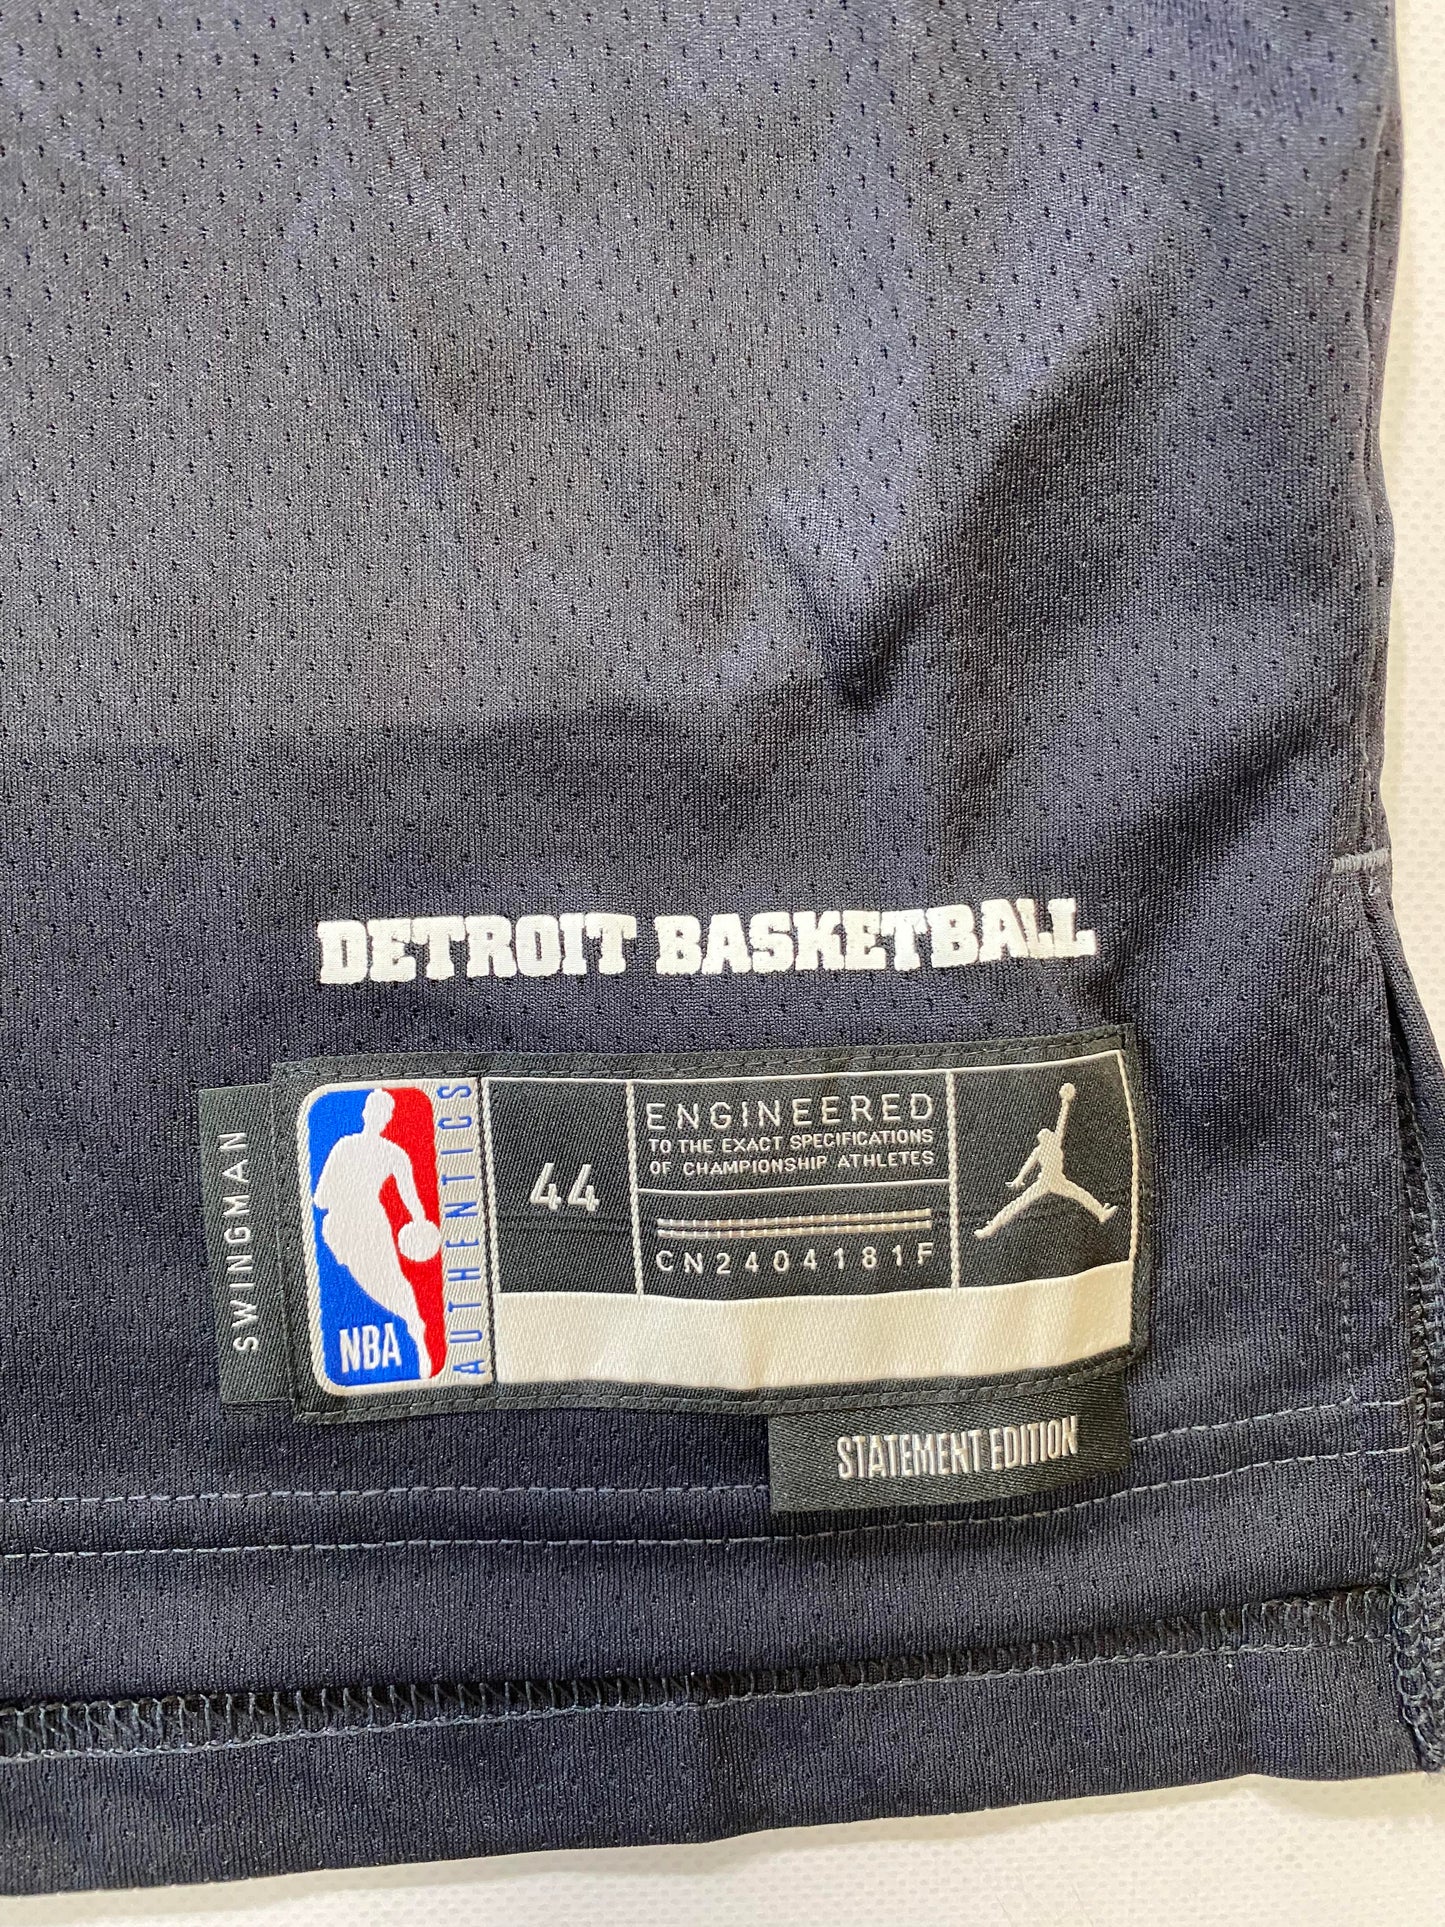 DETROIT BASKETBALL
SWINGMAN
NBA
AUTHENTICS
44
ENGINEERED
TO THE EXACT SPECIFICATIONS
OF CHAMPIONSHIP ATHLETES
CN2404181F
STATEMENT EDITION